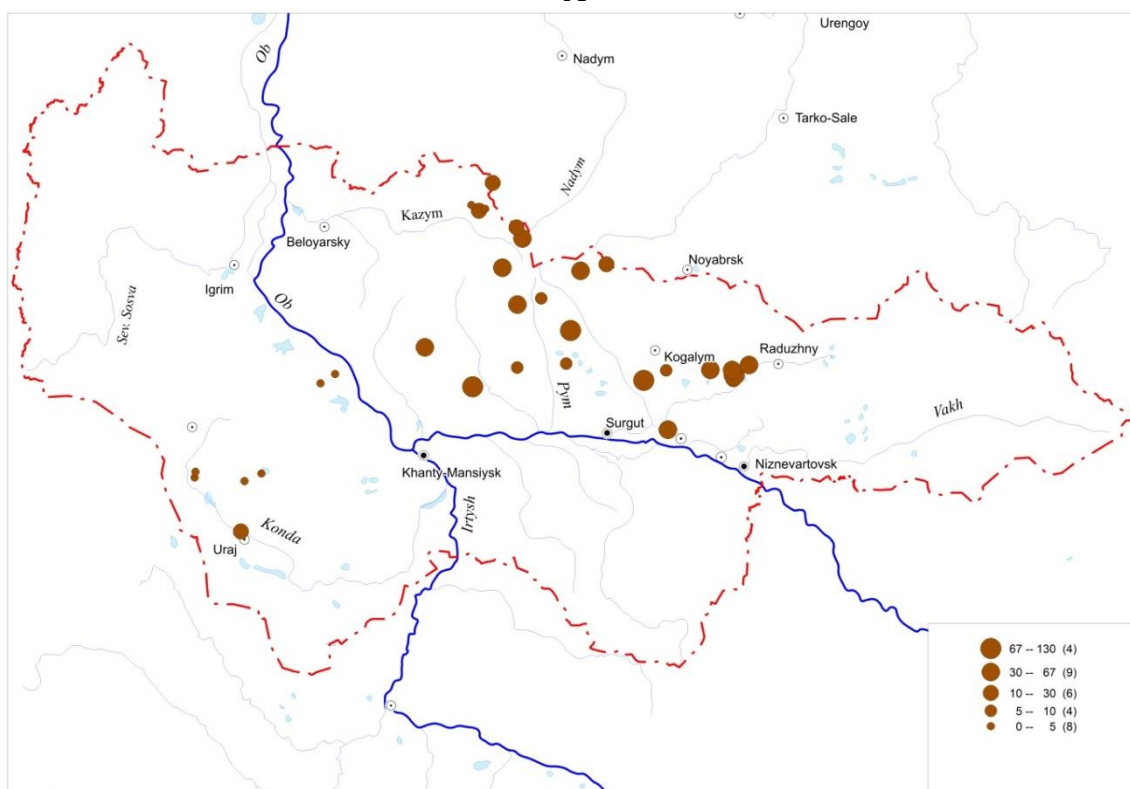 Urengoy
Ob
Nadym
Tarko-Sale
Nadym
Kazym
Beloyarsky
Noyabrsk
Igrim
Ob
Sev. Sosva
Kogalym
Raduzhny
Pym
Vakh
Surgut
Khanty-Mansiysk
Niznevartovsk
Irtysh
Konda
Uraj
67 -- 130 (4)
30 -- 67 (9)
10 -- 30 (6)
5 -- 10 (4)
0 -- 5 (8)